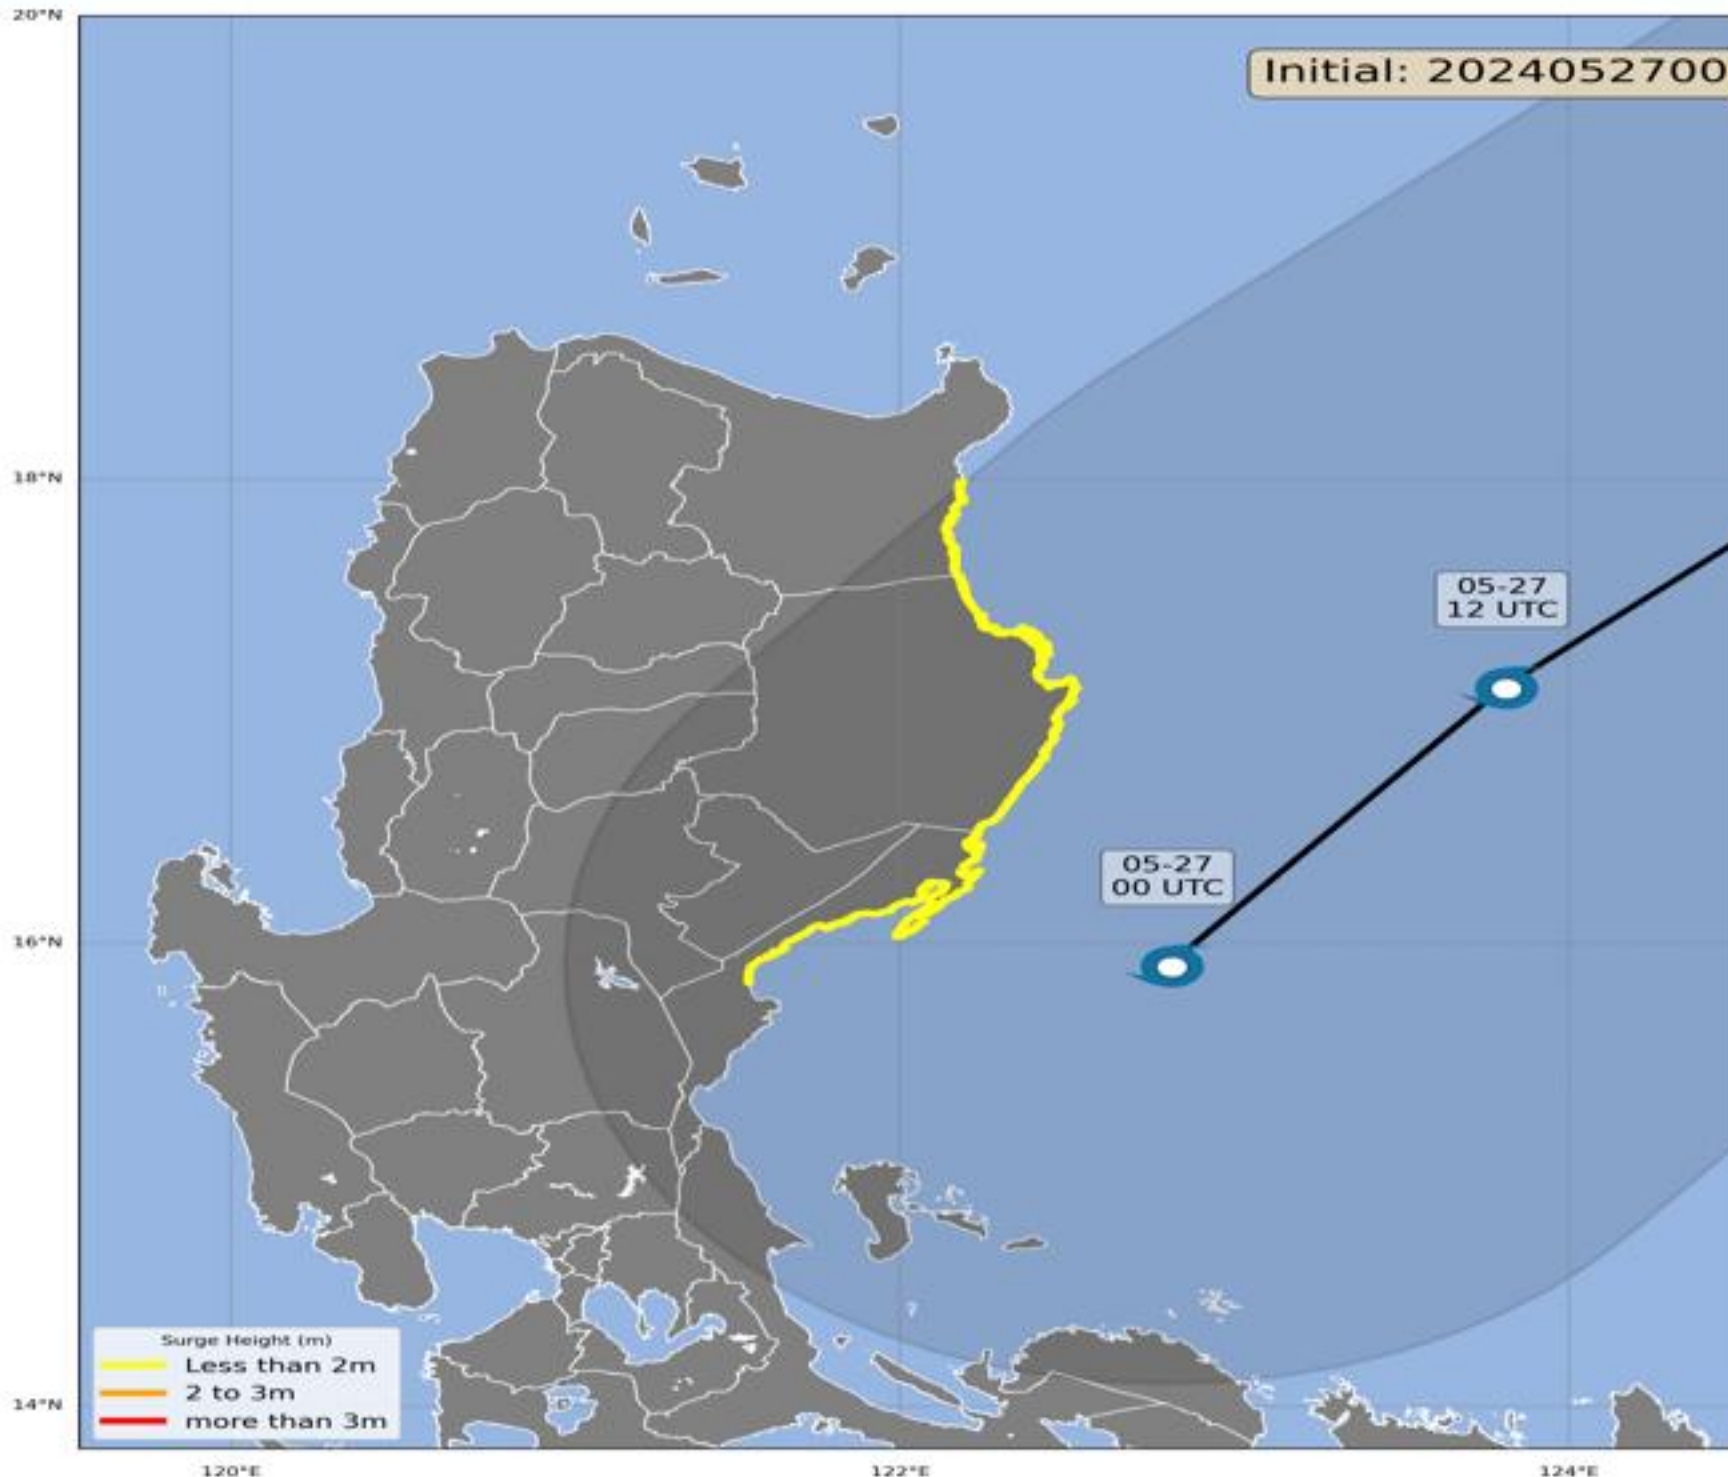 20°N
Initial: 2024052700
18°N
05-27
12 UTC
05-27
00 UTC
16°N
Surge Height (m)
Less than 2m
2 to 3m
more than 3m
14°N
120°E
122°E
124°E